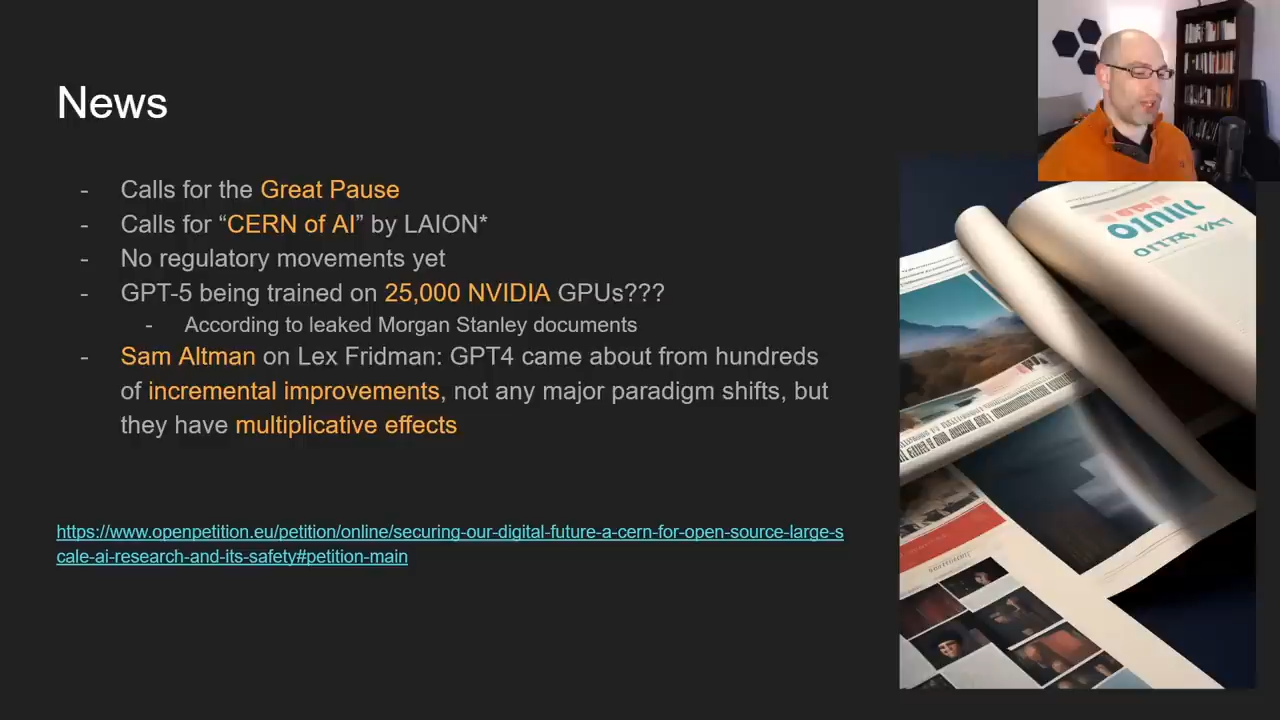 News
- Calls for the Great Pause
- Calls for “CERN of AI” by LAION*
- No regulatory movements yet
- GPT-5 being trained on 25,000 NVIDIA GPUs???
- According to leaked Morgan Stanley documents
- Sam Altman on Lex Fridman: GPT4 came about from hundreds
of incremental improvements, not any major paradigm shifts, but
they have multiplicative effects
https://www.openpetition.eu/petition/online/securing-our-digital-future-a-cern-for-open-source-large-s
cale-ai-research-and-its-safety#petition-main